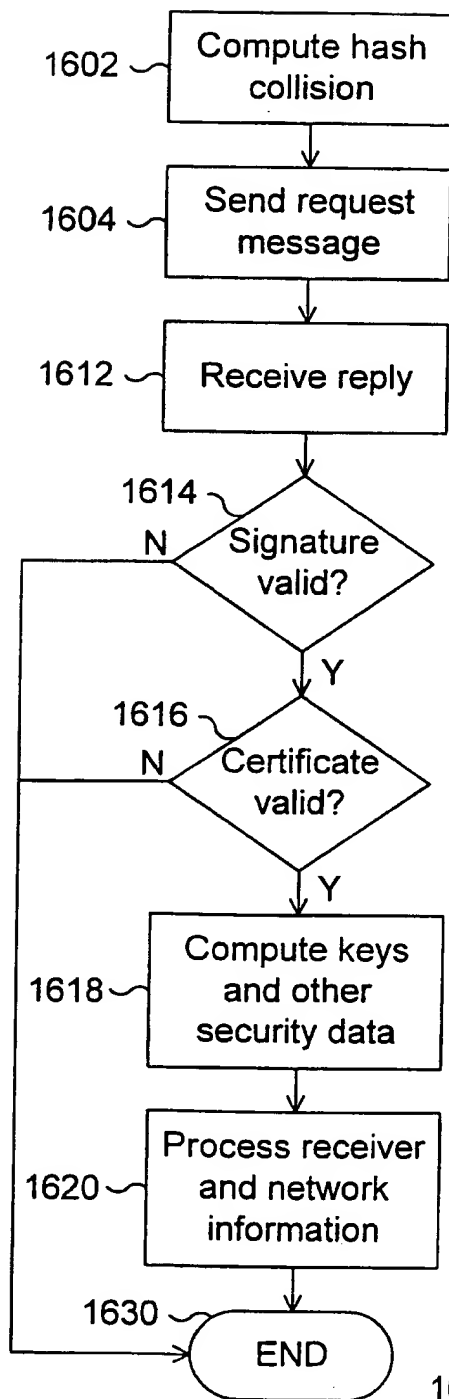 1602
Compute hash
collision
1604
Send request
message
1612
Receive reply
1614
N
Signature
valid?
Y
1616
N
Certificate
valid?
Y
1618
Compute keys
and other
security data
1620
Process receiver
and network
information
1630
END